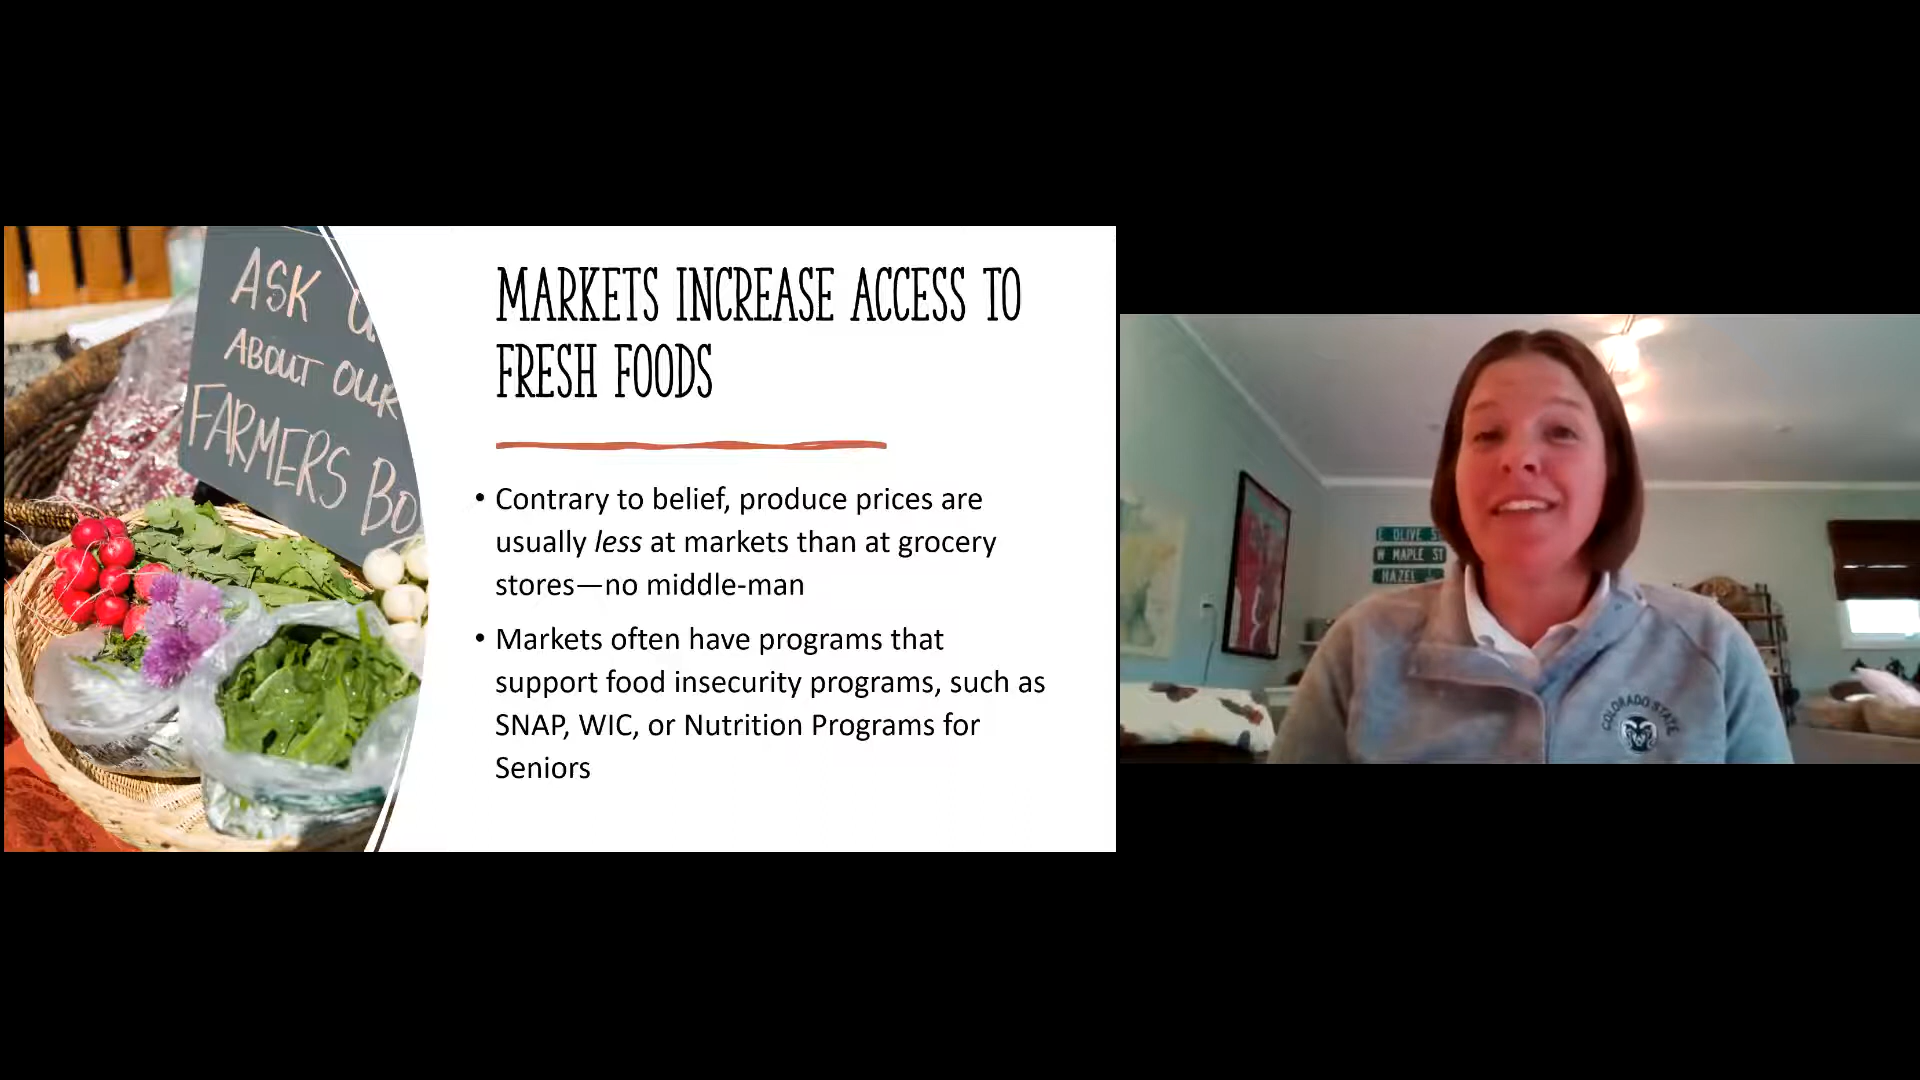 ASK
ABOUT OUR
FARMERS
MARKETS INCREASE ACCESS TO
FRESH FOODS
• Contrary to belief, produce prices are
usually less at markets than at grocery
stores—no middle-man
• Markets often have programs that
support food insecurity programs, such as
SNAP, WIC, or Nutrition Programs for
Seniors
OLIVE
W MAPLE ST
HAZEL
COLORADO STATE